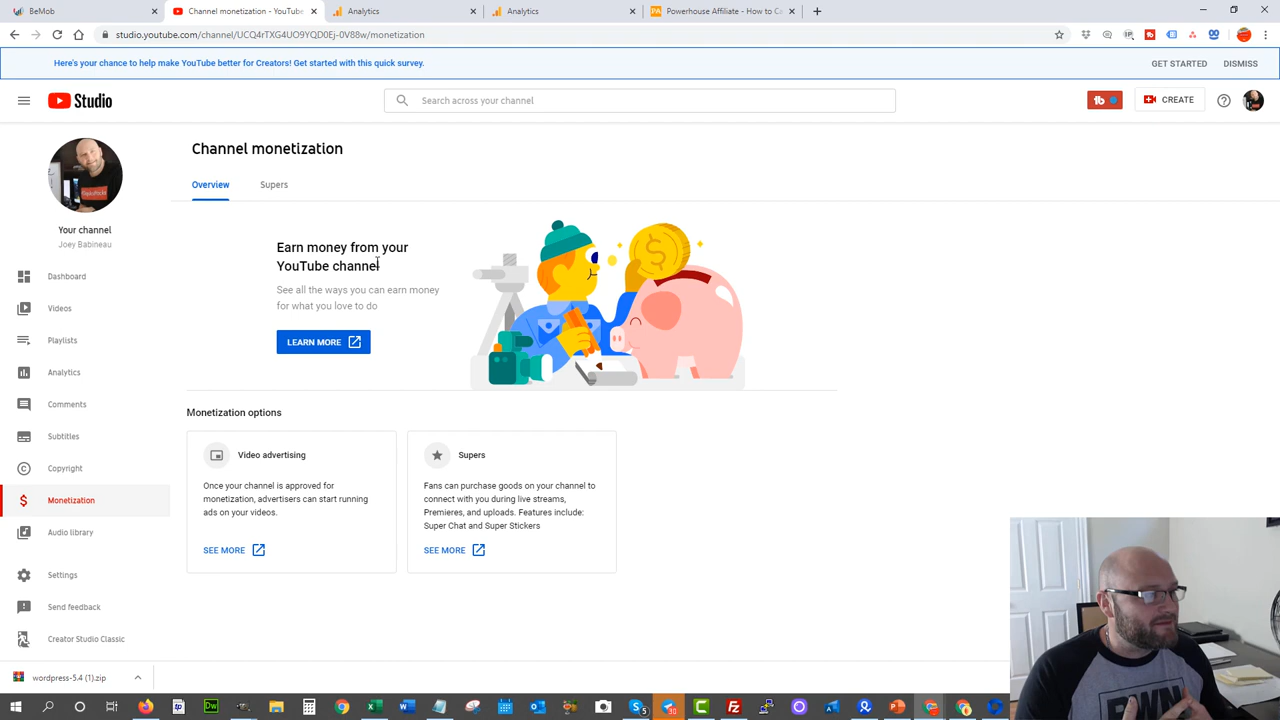 BeMob
Channel monetization - YouTube
Analytics
Analytics
Powerhouse Affiliate - How to Ca
studio.youtube.com/channel/UCQ4rTXG4UO9YQD0Ej-0V88w/monetization
Here's your chance to help make YouTube better for Creators! Get started with this quick survey.
GET STARTED
DISMISS
Studio
Search across your channel
CREATE
Your channel
Joey Babineau
Dashboard
Videos
Playlists
Analytics
Comments
Subtitles
Copyright
Monetization
Audio library
Settings
Send feedback
Creator Studio Classic
Channel monetization
Overview
Supers
Earn money from your
YouTube channel
See all the ways you can earn money
for what you love to do
LEARN MORE
Monetization options
Video advertising
Once your channel is approved for
monetization, advertisers can start running
ads on your videos.
SEE MORE
Supers
Fans can purchase goods on your channel to
connect with you during live streams,
Premieres, and uploads. Features include:
Super Chat and Super Stickers
SEE MORE
wordpress-5.4 (1).zip